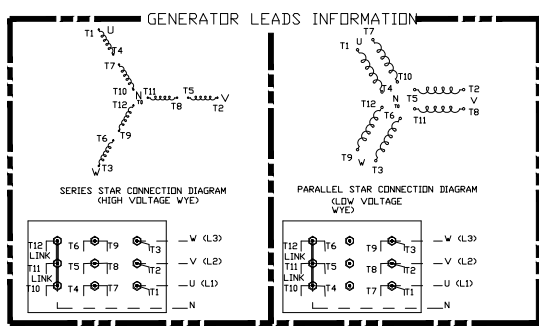 GENERATOR LEADS INFORMATION
T1 U
T4
T7
T10 N T11 T5 V
T0
T12 T8 T2
T6 T9
T3
W
SERIES STAR CONNECTION DIAGRAM
(HIGH VOLTAGE WYE)
T12 T6 T9 T3 W (L3)
LINK
T11 T5 T8 T2 V (L2)
LINK
T10 T4 T7 T1 U (L1)
N
T7
T1 U
T10
T4 T5 T2
N V
T0
T12 T11 T8
T6
T9
W T3
PARALLEL STAR CONNECTION DIAGRAM
(LOW VOLTAGE
WYE)
T12 T6 T9 T3 W (L3)
LINK
T11 T5 T8 T2 V (L2)
LINK
T10 T4 T7 T1 U (L1)
N